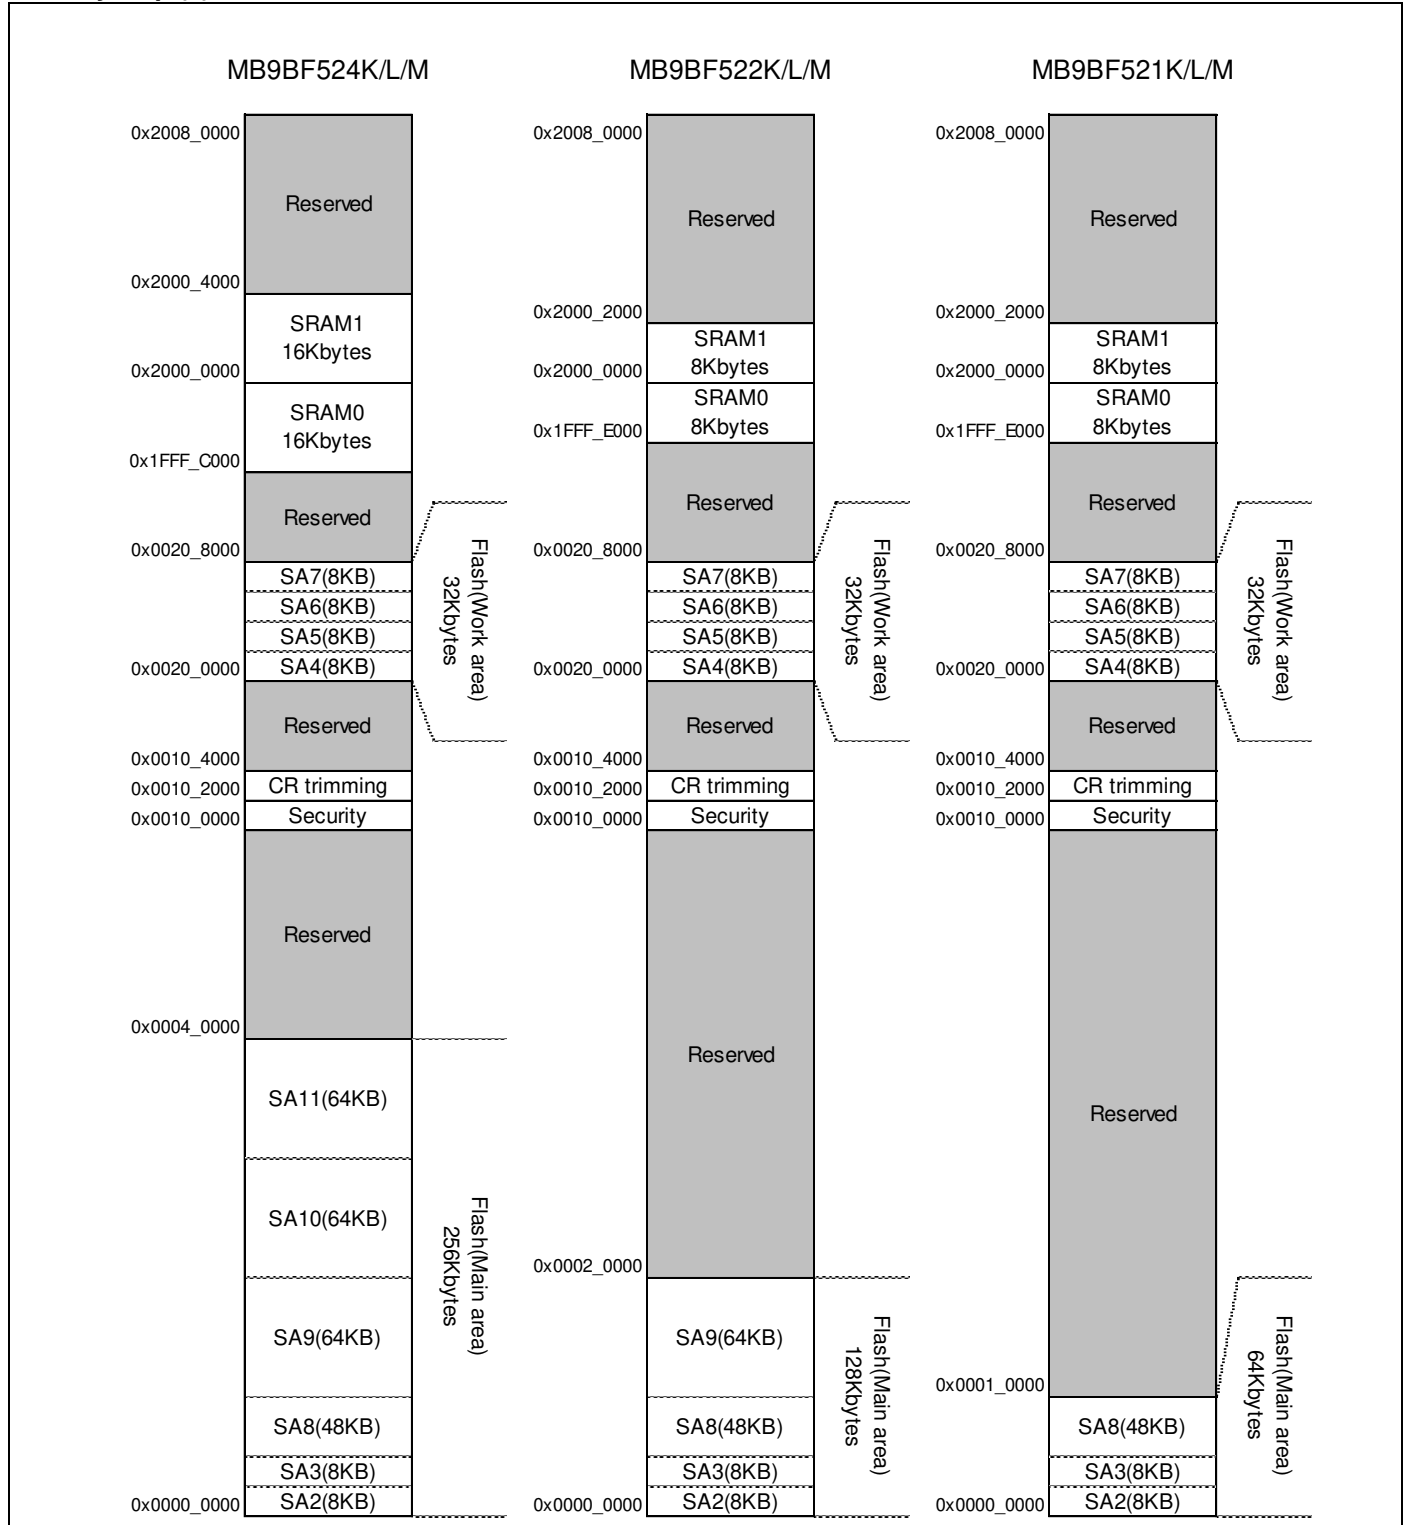 MB9BF524K/L/M
0x2008_0000
Reserved
0x2000_4000
SRAM1
16Kbytes
0x2000_0000
SRAM0
16Kbytes
0x1FFF_C000
Reserved
0x0020_8000
SA7(8KB)
SA6(8KB)
SA5(8KB)
0x0020_0000
SA4(8KB)
Flash(Work area)
32Kbytes
Reserved
0x0010_4000
0x0010_2000
CR trimming
0x0010_0000
Security
Reserved
0x0004_0000
SA11(64KB)
SA10(64KB)
SA9(64KB)
SA8(48KB)
SA3(8KB)
0x0000_0000
SA2(8KB)
Flash(Main area)
256Kbytes
MB9BF522K/L/M
0x2008_0000
Reserved
0x2000_2000
SRAM1
8Kbytes
0x2000_0000
SRAM0
8Kbytes
0x1FFF_E000
Reserved
0x0020_8000
SA7(8KB)
SA6(8KB)
SA5(8KB)
0x0020_0000
SA4(8KB)
Flash(Work area)
32Kbytes
Reserved
0x0010_4000
0x0010_2000
CR trimming
0x0010_0000
Security
Reserved
0x0002_0000
SA9(64KB)
SA8(48KB)
SA3(8KB)
0x0000_0000
SA2(8KB)
Flash(Main area)
128Kbytes
MB9BF521K/L/M
0x2008_0000
Reserved
0x2000_2000
SRAM1
8Kbytes
0x2000_0000
SRAM0
8Kbytes
0x1FFF_E000
Reserved
0x0020_8000
SA7(8KB)
SA6(8KB)
SA5(8KB)
0x0020_0000
SA4(8KB)
Flash(Work area)
32Kbytes
Reserved
0x0010_4000
0x0010_2000
CR trimming
0x0010_0000
Security
Reserved
0x0001_0000
SA8(48KB)
SA3(8KB)
0x0000_0000
SA2(8KB)
Flash(Main area)
64Kbytes